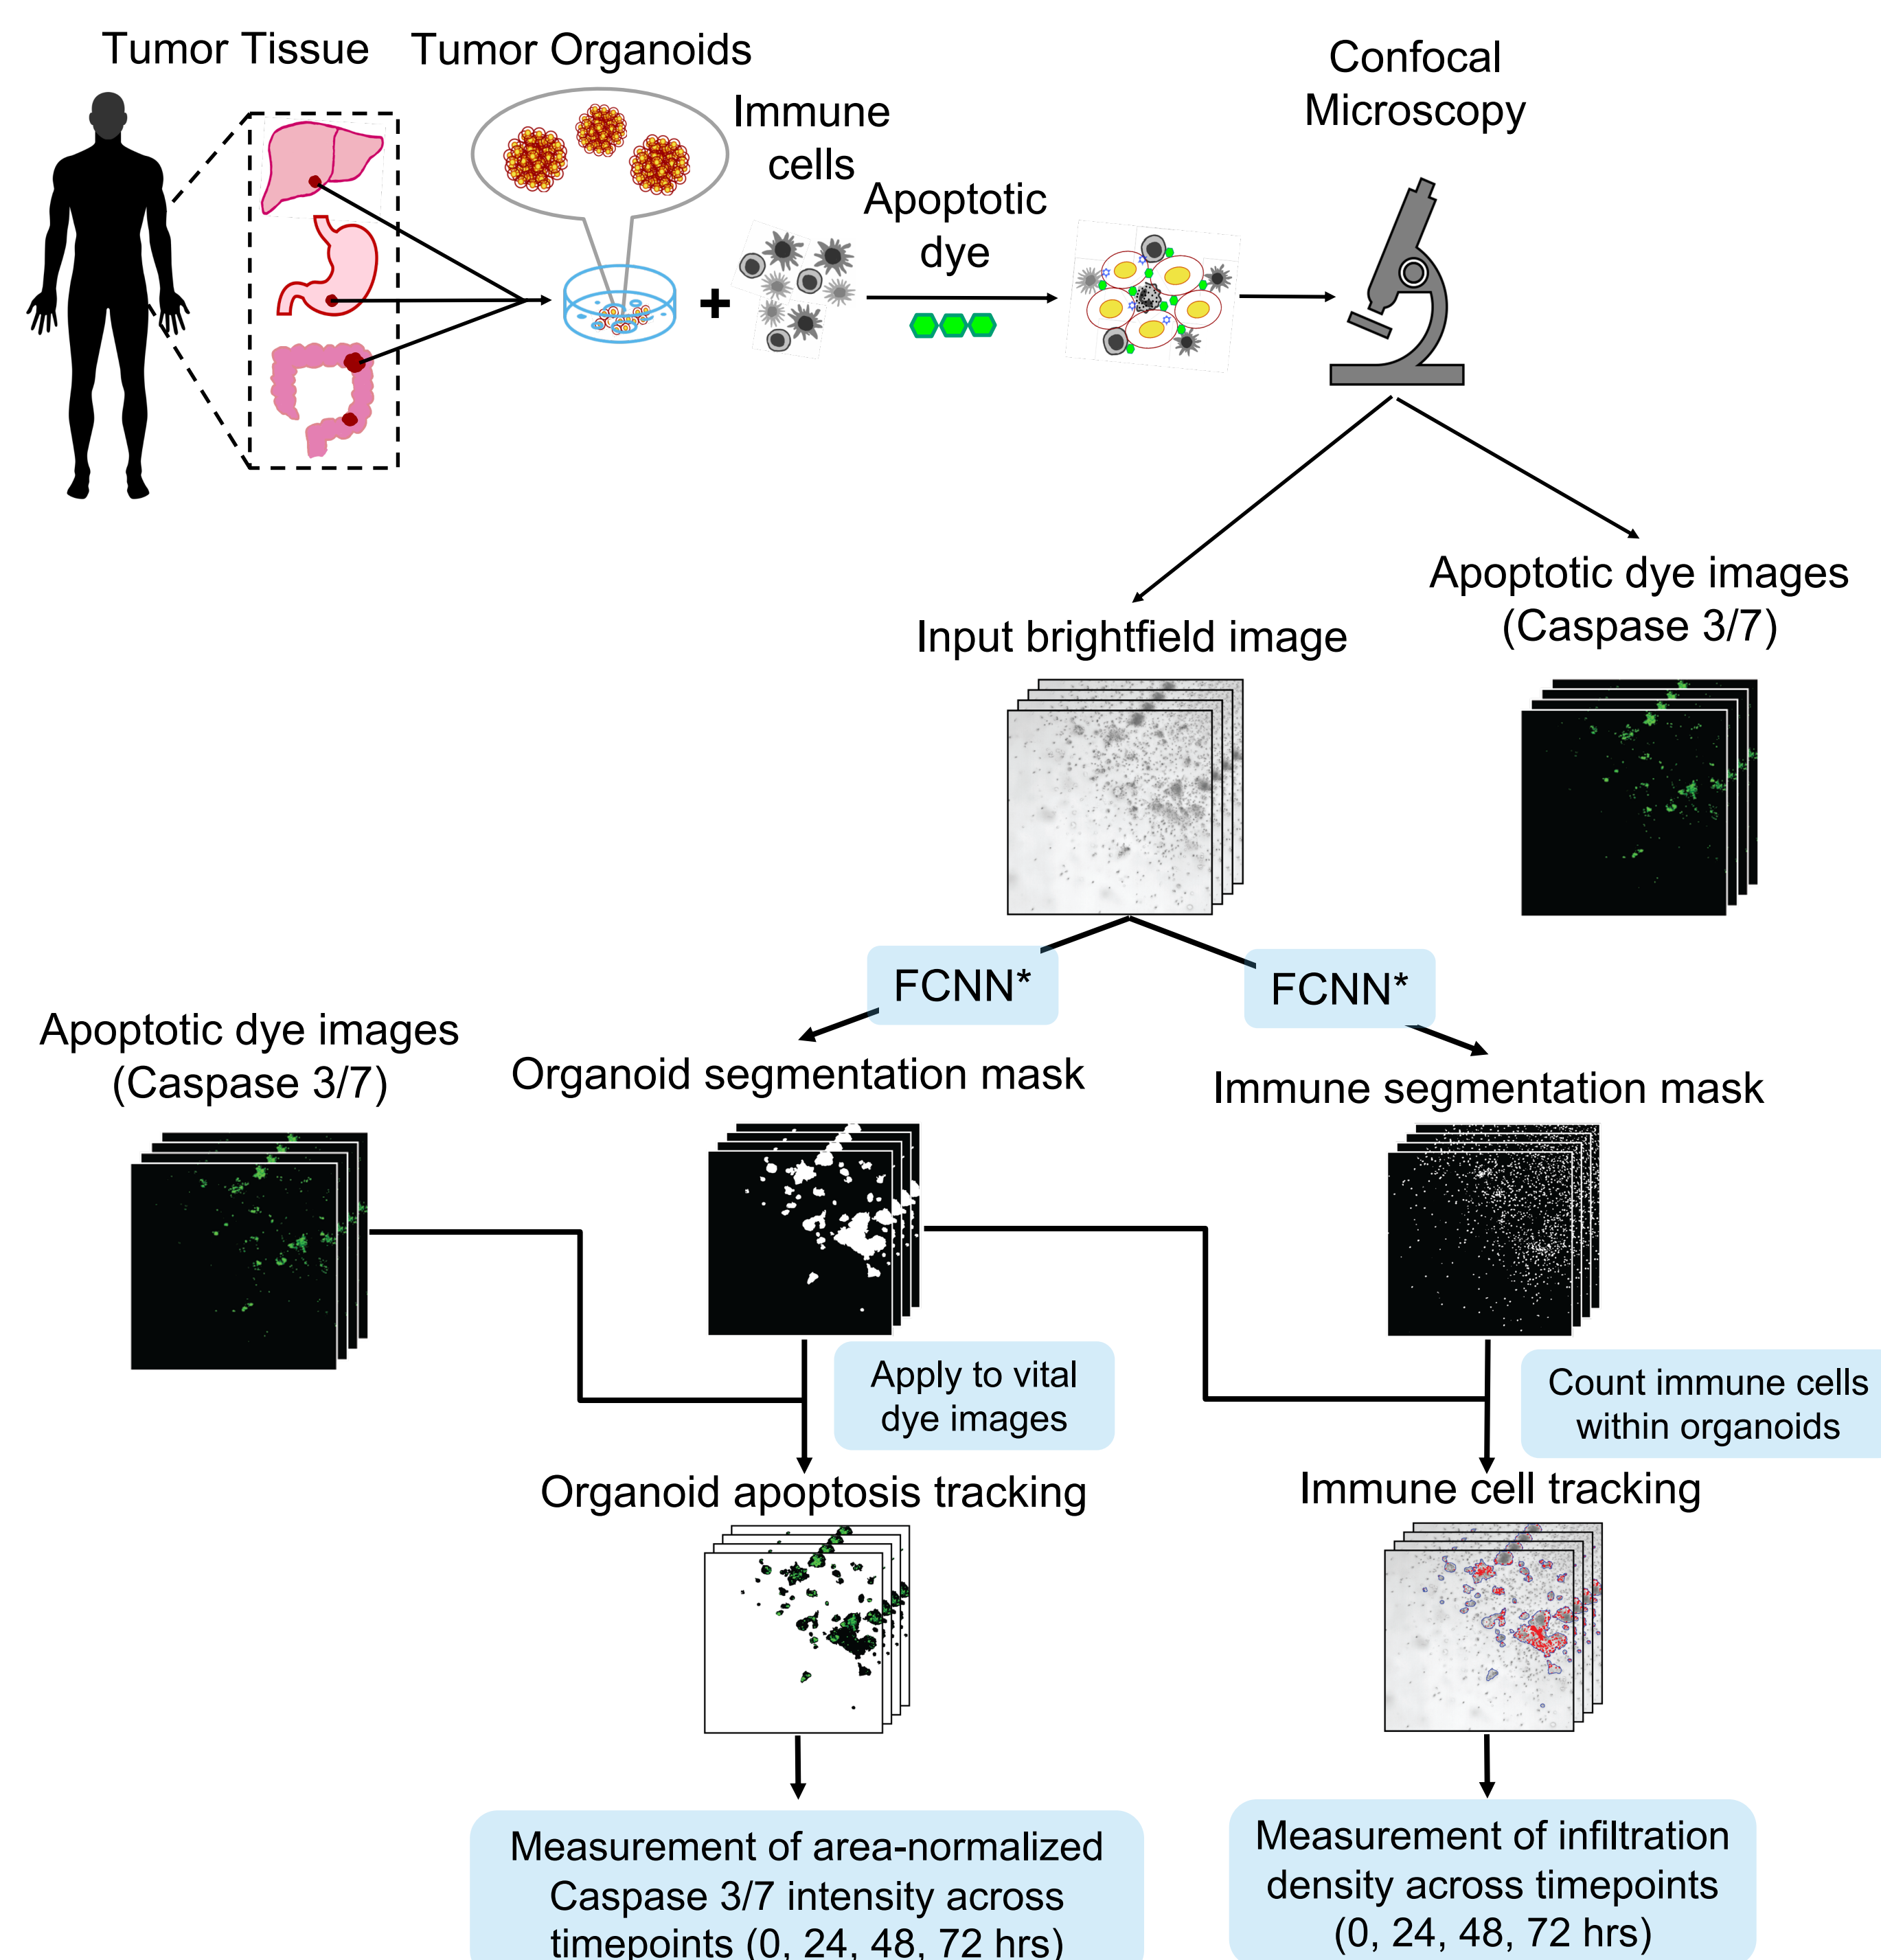 Tumor Tissue
Tumor Organoids
Immune
cells
Apoptotic
dye
Confocal
Microscopy
Apoptotic dye images
(Caspase 3/7)
Input brightfield image
FCNN*
FCNN*
Apoptotic dye images
(Caspase 3/7)
Organoid segmentation mask
Immune segmentation mask
Apply to vital
dye images
Count immune cells
within organoids
Organoid apoptosis tracking
Immune cell tracking
Measurement of area-normalized
Caspase 3/7 intensity across
timepoints (0, 24, 48, 72 hrs)
Measurement of infiltration
density across timepoints
(0, 24, 48, 72 hrs)